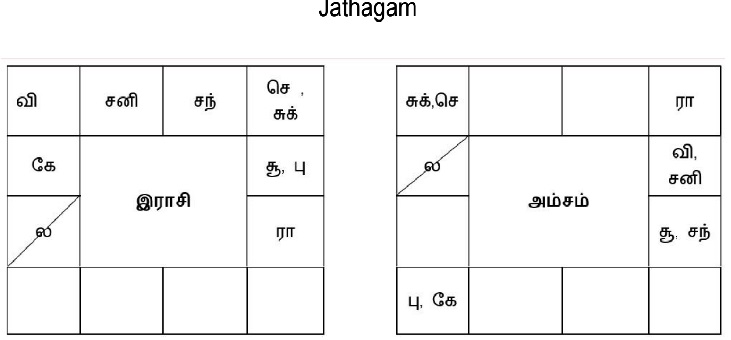 Jathagam
வி சனி சந் செ ,
சுக்
கே சூ, பு
இராசி
ல ரா
சுக்,செ ரா
ல வி,
சனி
அம்சம்
சூ, சந்
பு, கே